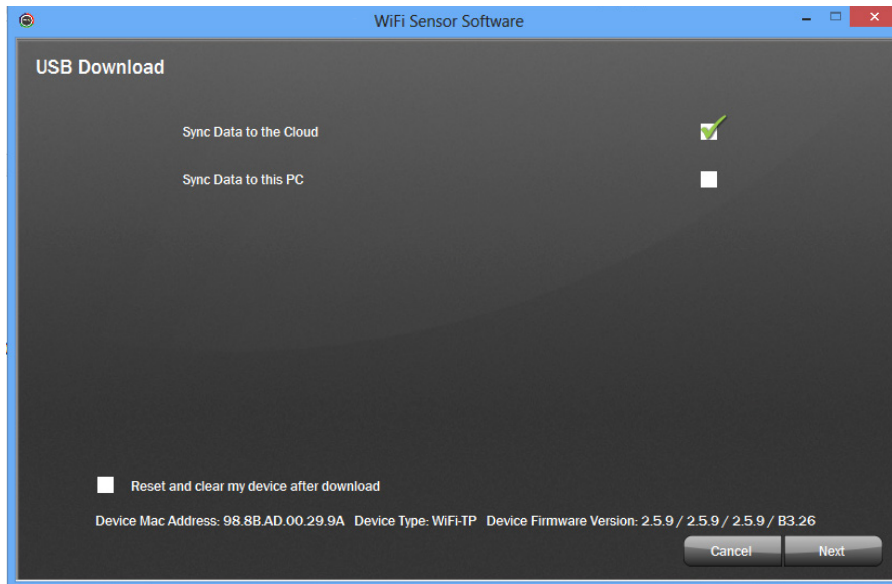 WiFi Sensor Software
USB Download
Sync Data to the Cloud
Sync Data to this PC
Reset and clear my device after download
Device Mac Address: 98.8B.AD.00.29.9A Device Type: WiFi-TP Device Firmware Version: 2.5.9 / 2.5.9 / 2.5.9 / B3.26
Cancel Next